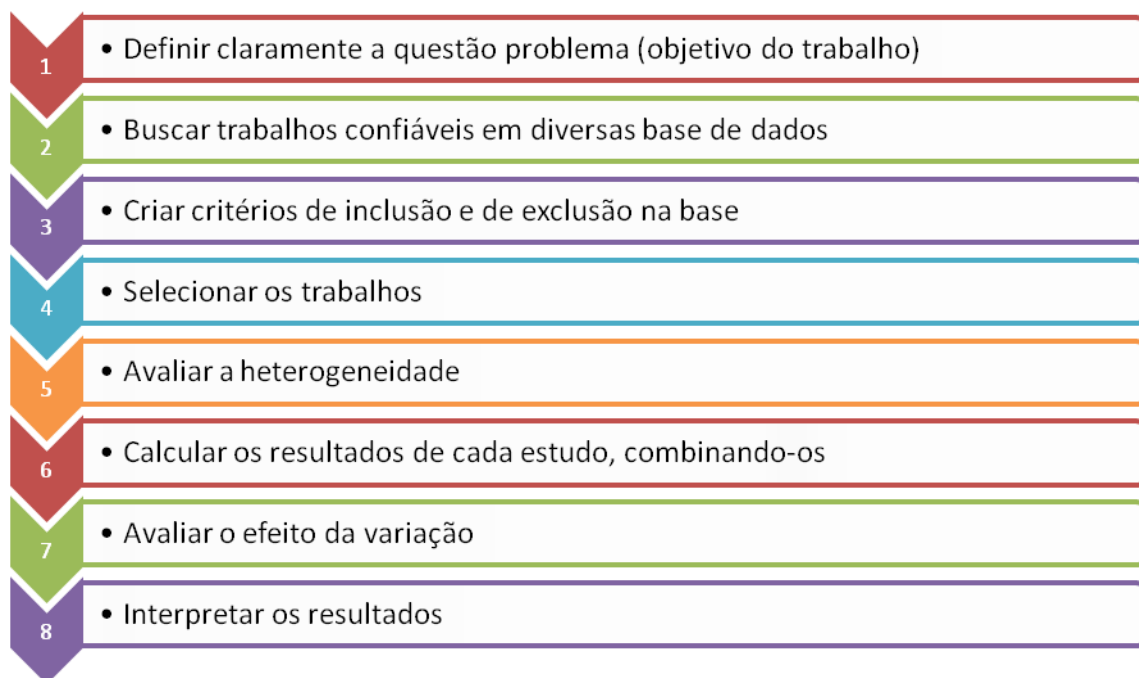 1 • Definir claramente a questão problema (objetivo do trabalho)
2 • Buscar trabalhos confiáveis em diversas base de dados
3 • Criar critérios de inclusão e de exclusão na base
4 • Selecionar os trabalhos
5 • Avaliar a heterogeneidade
6 • Calcular os resultados de cada estudo, combinando-os
7 • Avaliar o efeito da variação
8 • Interpretar os resultados